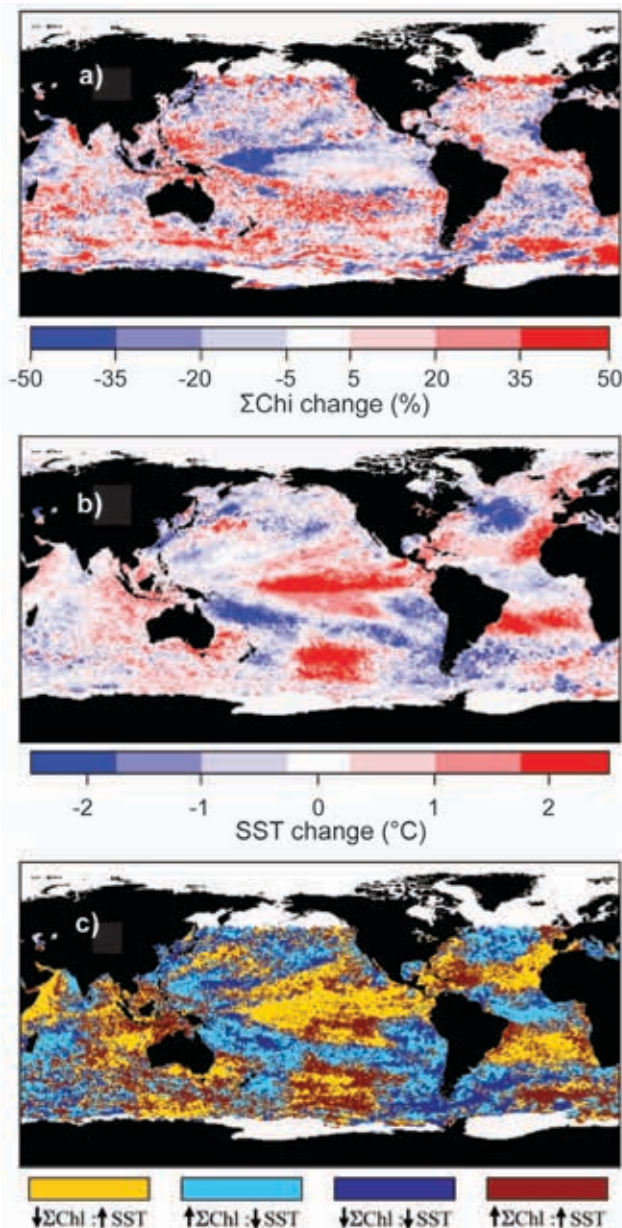 a)
-50 -35 -20 -5 5 20 35 50
ΣChl change (%)
b)
-2 -1 0 1 2
SST change (°C)
c)
↓ΣChl :↑SST ↑ΣChl :↓SST ↓ΣChl :↓SST ↑ΣChl :↑SST